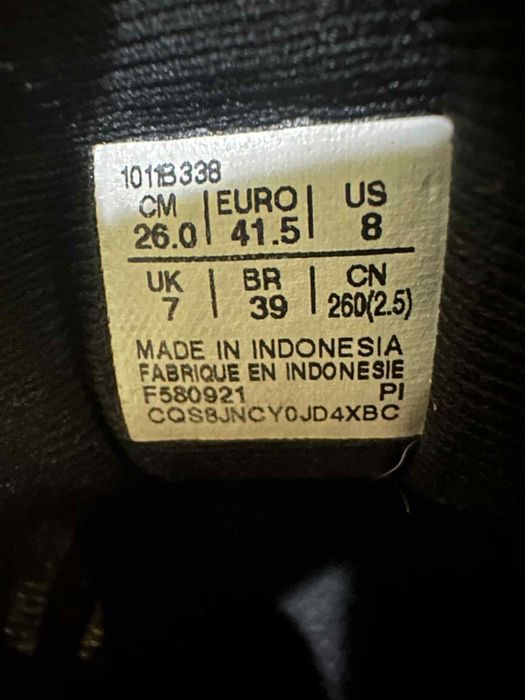 1011B338
CM | EURO | US
26.0 | 41.5 | 8
UK | BR | CN
7 | 39 | 260(2.5)
MADE IN INDONESIA
FABRIQUE EN INDONESIE
F580921 PI
CQS8JNCY0JD4XBC